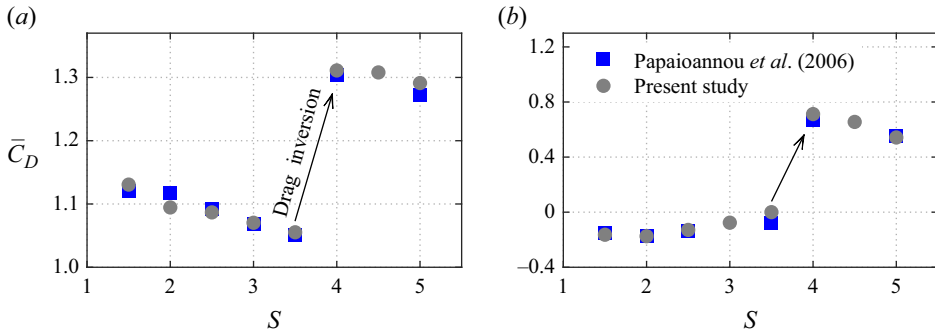 (a)
1.3
1.2
1.1
1.0
C̅_D
1 2 3 4 5
S
Drag inversion
(b)
1.2
0.8
0.4
0
–0.4
1 2 3 4 5
S
Papaioannou et al. (2006)
Present study